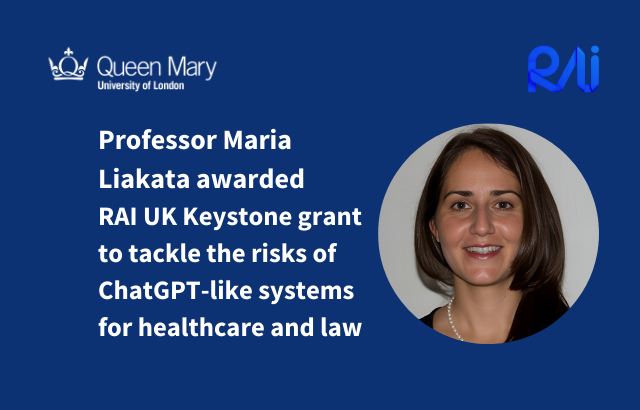 Queen Mary
University of London
RAi
Professor Maria
Liakata awarded
RAI UK Keystone grant
to tackle the risks of
ChatGPT-like systems
for healthcare and law